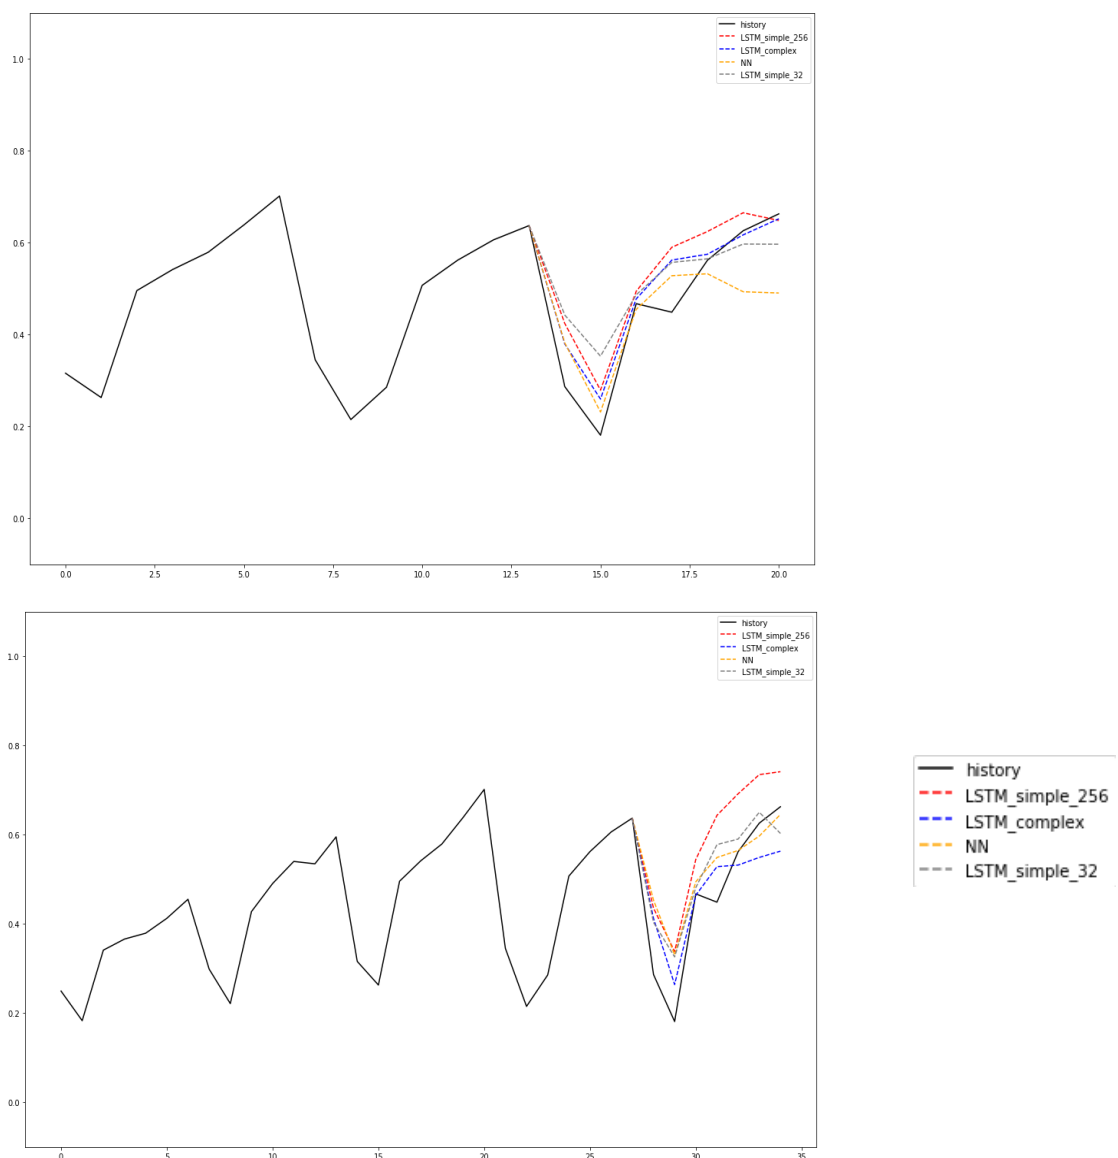 history
LSTM_simple_256
LSTM_complex
NN
LSTM_simple_32
1.0
0.8
0.6
0.4
0.2
0.0
0.0 2.5 5.0 7.5 10.0 12.5 15.0 17.5 20.0
history
LSTM_simple_256
LSTM_complex
NN
LSTM_simple_32
1.0
0.8
0.6
0.4
0.2
0.0
0 5 10 15 20 25 30 35
history
LSTM_simple_256
LSTM_complex
NN
LSTM_simple_32